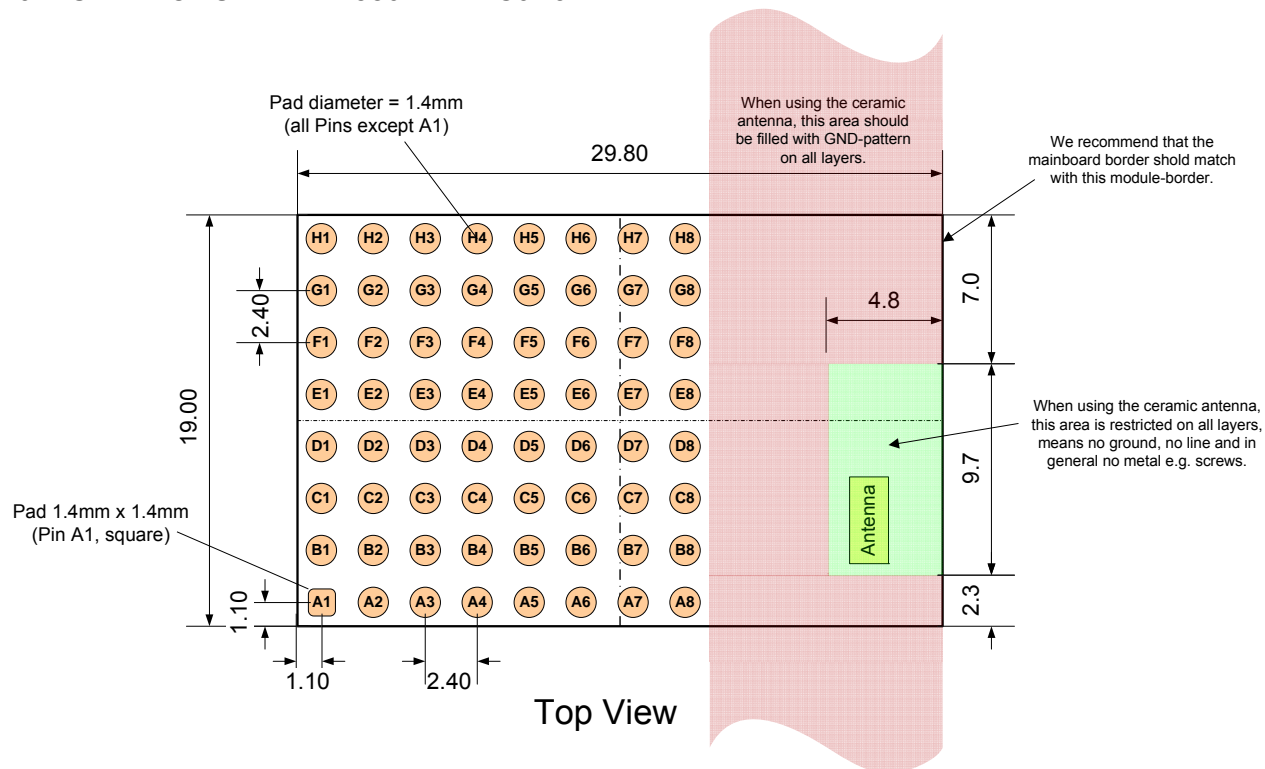 Pad diameter = 1.4mm
(all Pins except A1)
When using the ceramic
antenna, this area should
be filled with GND-pattern
on all layers.
We recommend that the
mainboard border shold match
with this module-border.
29.80
H1 H2 H3 H4 H5 H6 H7 H8
G1 G2 G3 G4 G5 G6 G7 G8
F1 F2 F3 F4 F5 F6 F7 F8
E1 E2 E3 E4 E5 E6 E7 E8
D1 D2 D3 D4 D5 D6 D7 D8
C1 C2 C3 C4 C5 C6 C7 C8
B1 B2 B3 B4 B5 B6 B7 B8
A1 A2 A3 A4 A5 A6 A7 A8
2.40
19.00
7.0
4.8
9.7
When using the ceramic antenna,
this area is restricted on all layers,
means no ground, no line and in
general no metal e.g. screws.
Antenna
Pad 1.4mm x 1.4mm
(Pin A1, square)
1.10
2.3
1.10
2.40
Top View